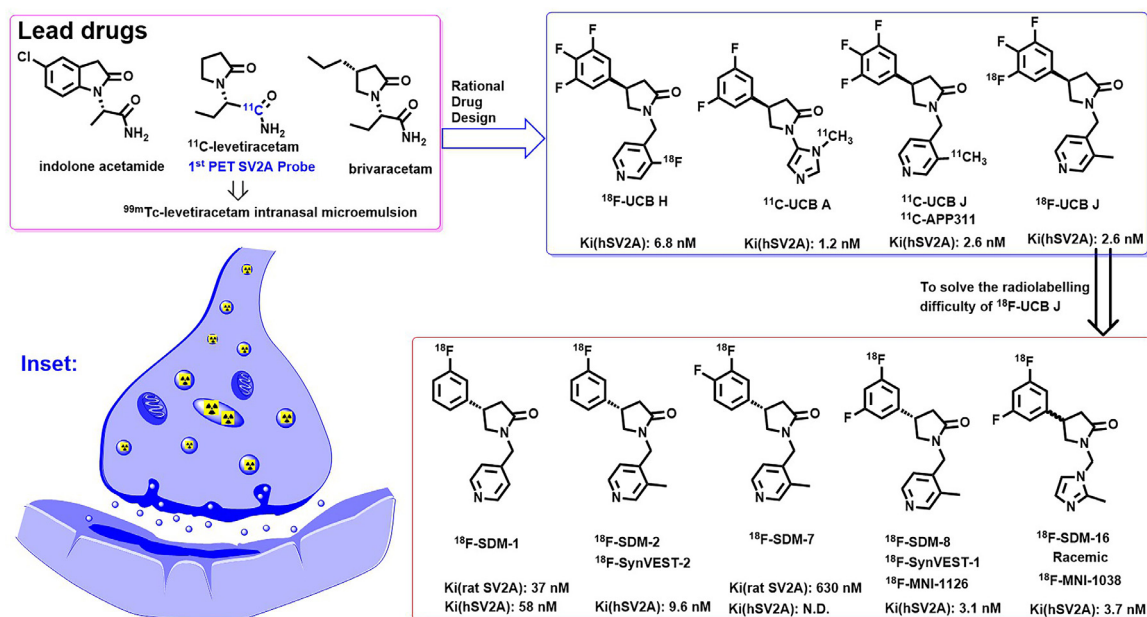 Lead drugs
Cl
N
O
O
NH₂
indolone acetamide
O
N
¹¹C
O
NH₂
¹¹C-levetiracetam
1ˢᵗ PET SV2A Probe
O
N
O
NH₂
brivaracetam
⁹⁹ᵐTc-levetiracetam intranasal microemulsion
Rational
Drug
Design
F
F
F
O
N
N
¹⁸F
¹⁸F-UCB H
Ki(hSV2A): 6.8 nM
F
F
O
N
¹¹CH₃
N
N
¹¹C-UCB A
Ki(hSV2A): 1.2 nM
F
F
F
O
N
N
¹¹CH₃
¹¹C-UCB J
¹¹C-APP311
Ki(hSV2A): 2.6 nM
F
F
¹⁸F
O
N
N
¹⁸F-UCB J
Ki(hSV2A): 2.6 nM
To solve the radiolabelling
difficulty of ¹⁸F-UCB J
Inset:
¹⁸F
O
N
N
¹⁸F-SDM-1
Ki(rat SV2A): 37 nM
Ki(hSV2A): 58 nM
¹⁸F
O
N
N
¹⁸F-SDM-2
¹⁸F-SynVEST-2
Ki(hSV2A): 9.6 nM
¹⁸F
F
O
N
N
¹⁸F-SDM-7
Ki(rat SV2A): 630 nM
Ki(hSV2A): N.D.
¹⁸F
F
O
N
N
¹⁸F-SDM-8
¹⁸F-SynVEST-1
¹⁸F-MNI-1126
Ki(hSV2A): 3.1 nM
¹⁸F
F
O
N
N
N
¹⁸F-SDM-16
Racemic
¹⁸F-MNI-1038
Ki(hSV2A): 3.7 nM